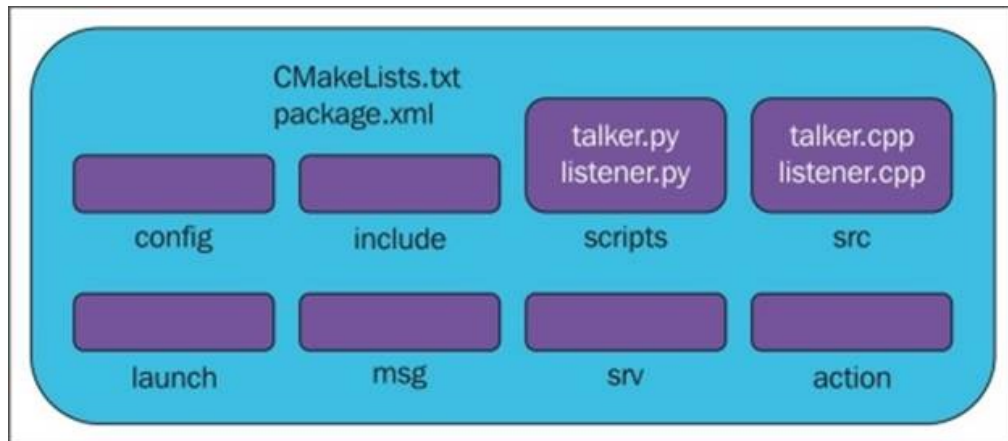 CMakeLists.txt
package.xml
talker.py
listener.py
talker.cpp
listener.cpp
config
include
scripts
src
launch
msg
srv
action